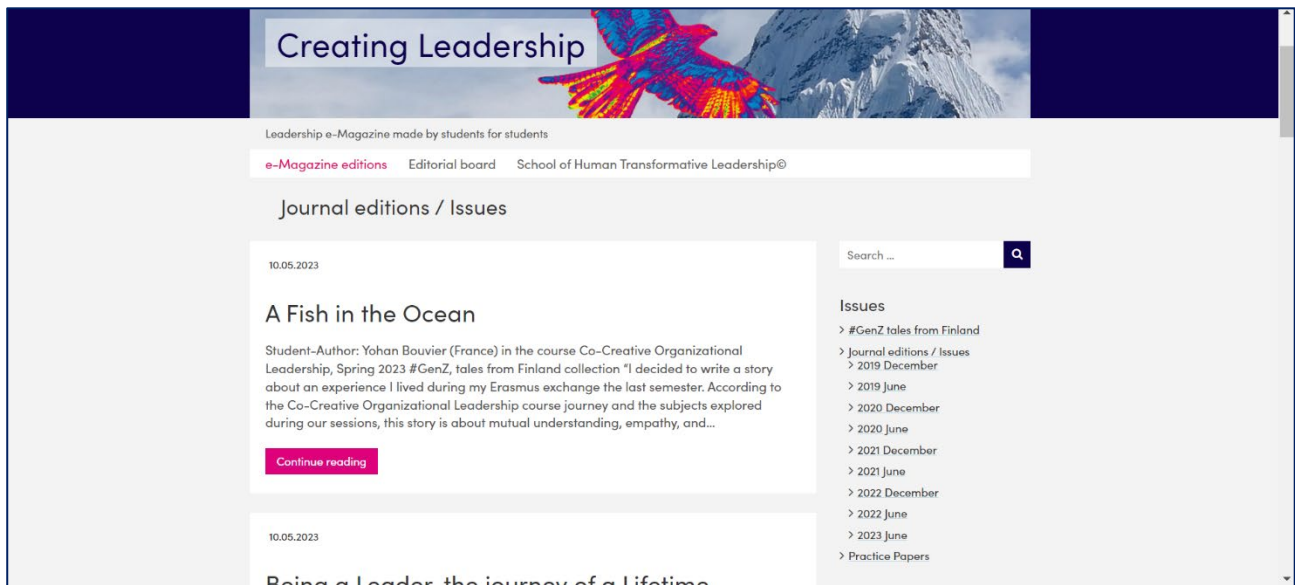 Creating Leadership
Leadership e-Magazine made by students for students
e-Magazine editions Editorial board School of Human Transformative Leadership©
Journal editions / Issues
10.05.2023
A Fish in the Ocean
Student-Author: Yohan Bouvier (France) in the course Co-Creative Organizational
Leadership, Spring 2023 #GenZ, tales from Finland collection “I decided to write a story
about an experience I lived during my Erasmus exchange the last semester. According to
the Co-Creative Organizational Leadership course journey and the subjects explored
during our sessions, this story is about mutual understanding, empathy, and...
Continue reading
10.05.2023
Being a Leader, the journey of a Lifetime
Search ...
Issues
> #GenZ tales from Finland
> Journal editions / Issues
> 2019 December
> 2019 June
> 2020 December
> 2020 June
> 2021 December
> 2021 June
> 2022 December
> 2022 June
> 2023 June
> Practice Papers